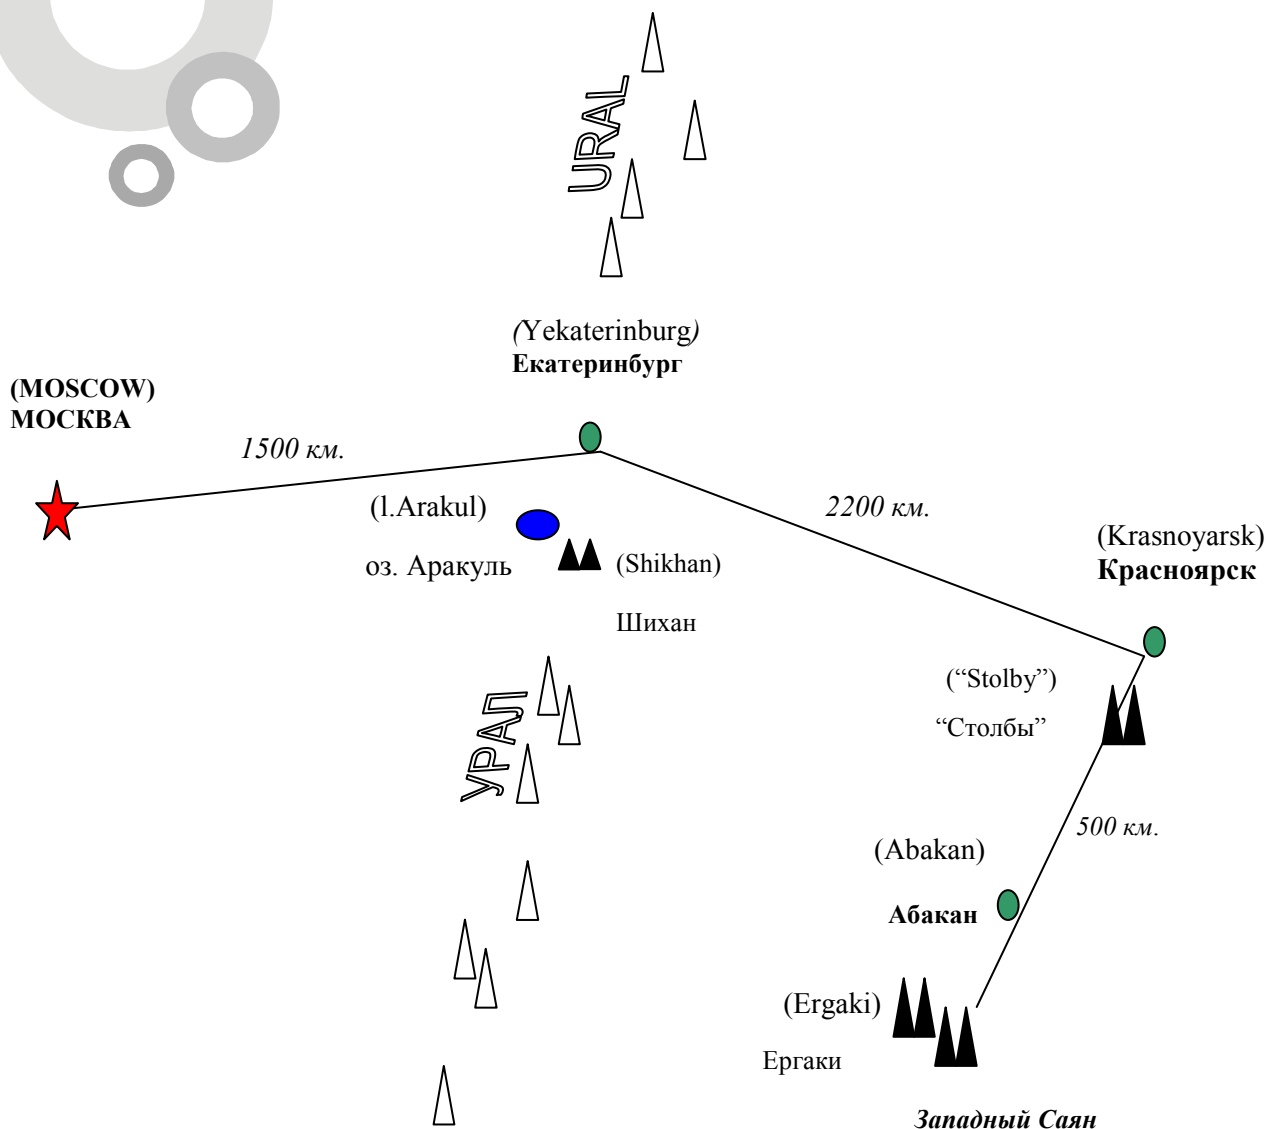 URAL
(Yekaterinburg)
Екатеринбург
(MOSCOW)
МОСКВА
1500 км.
(l.Arakul)
2200 км.
(Krasnoyarsk)
Красноярск
оз. Аракуль
(Shikhan)
Шихан
(“Stolby”)
“Столбы”
УРАЛ
500 км.
(Abakan)
Абакан
(Ergaki)
Ергаки
Западный Саян